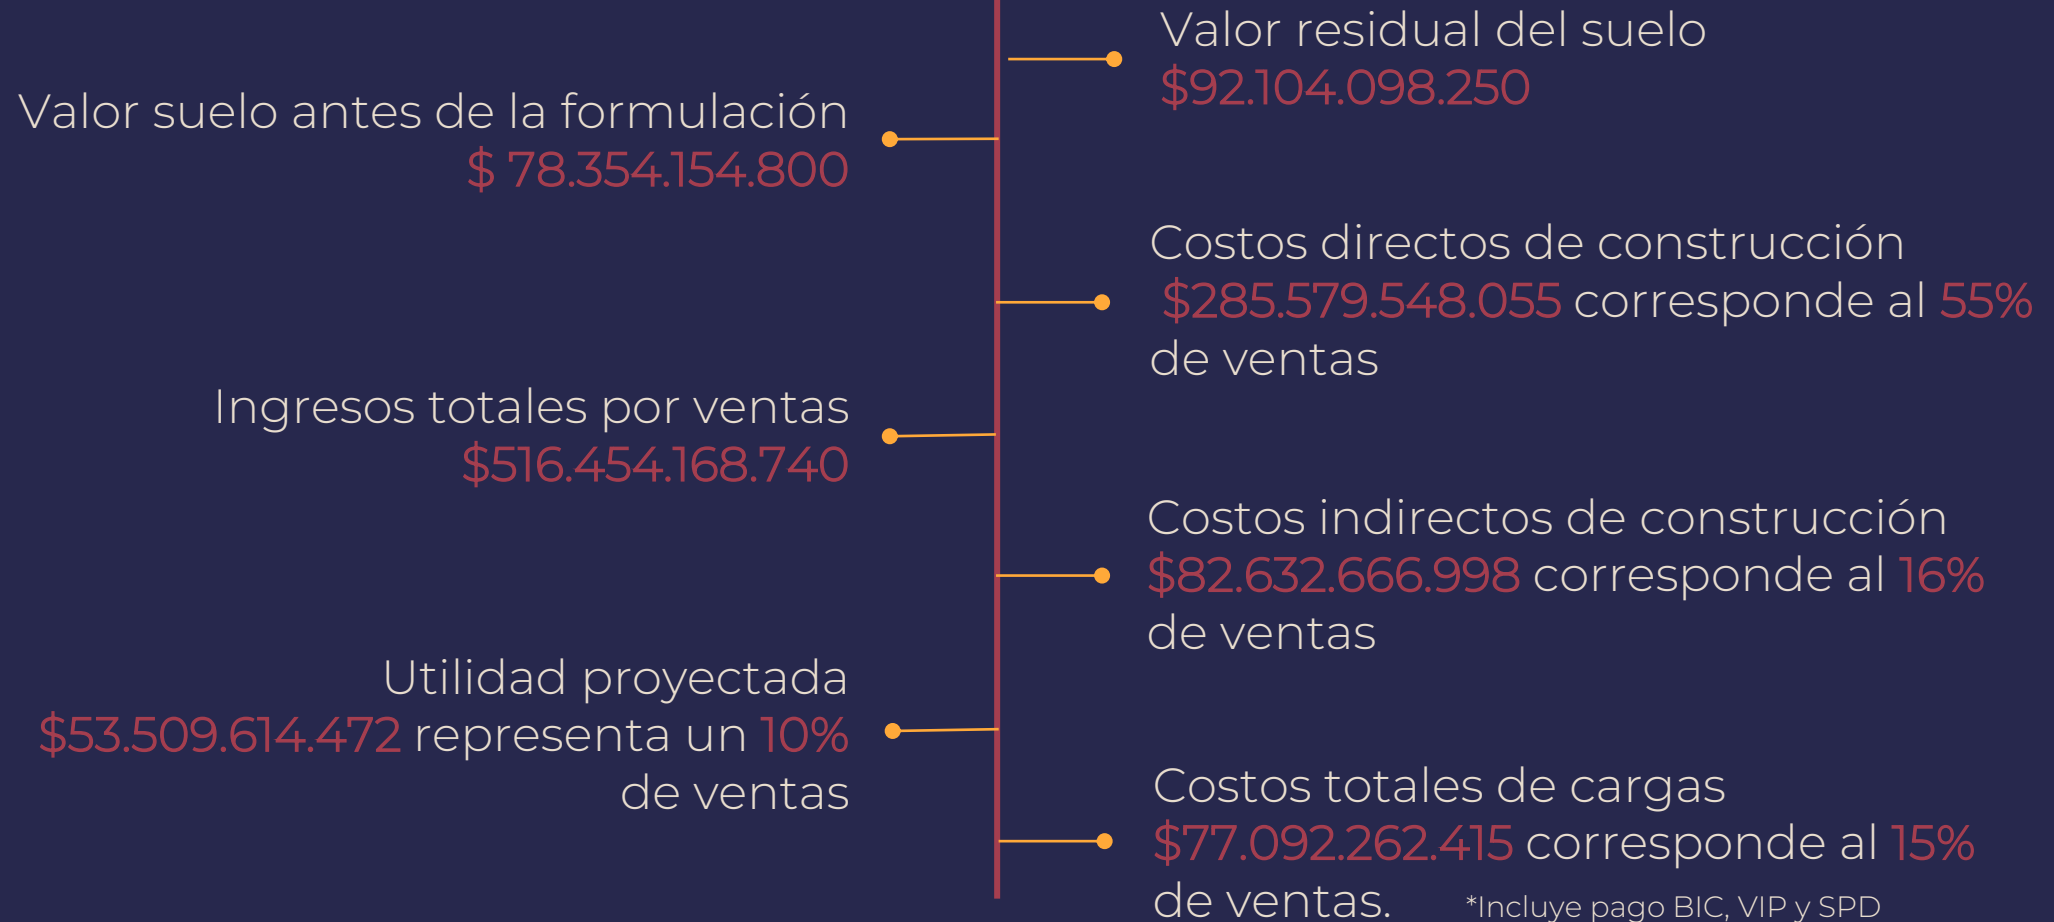 Valor suelo antes de la formulación
$ 78.354.154.800
Ingresos totales por ventas
$516.454.168.740
Utilidad proyectada
$53.509.614.472 representa un 10%
de ventas
Valor residual del suelo
$92.104.098.250
Costos directos de construcción
$285.579.548.055 corresponde al 55%
de ventas
Costos indirectos de construcción
$82.632.666.998 corresponde al 16%
de ventas
Costos totales de cargas
$77.092.262.415 corresponde al 15%
de ventas.
*Incluye pago BIC, VIP y SPD